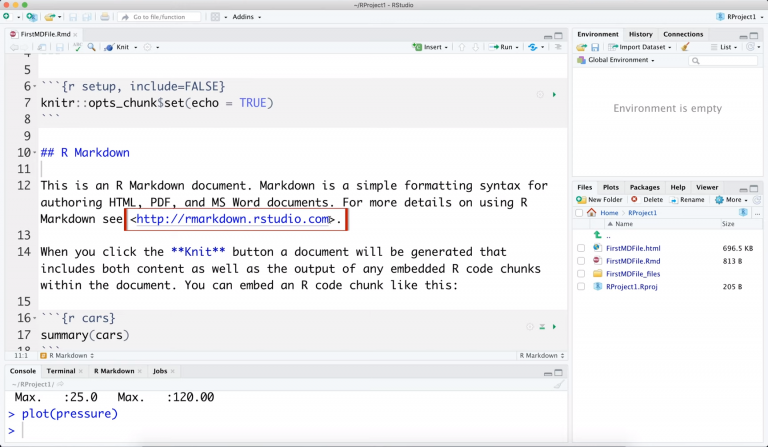 ~/RProject1 - RStudio
Go to file/function
Addins
RProject1
FirstMDFile.Rmd
ABC
Knit
Insert
Run
4
5
6 ```{r setup, include=FALSE}
7 knitr::opts_chunk$set(echo = TRUE)
8 ```
9
10 ## R Markdown
11
12 This is an R Markdown document. Markdown is a simple formatting syntax for
authoring HTML, PDF, and MS Word documents. For more details on using R
Markdown see <http://rmarkdown.rstudio.com>.
13
14 When you click the **Knit** button a document will be generated that
includes both content as well as the output of any embedded R code chunks
within the document. You can embed an R code chunk like this:
15
16 ```{r cars}
17 summary(cars)
18 ```
11:1 R Markdown
R Markdown
Console Terminal R Markdown Jobs
~/RProject1/
Max. :25.0 Max. :120.00
> plot(pressure)
>
Environment History Connections
Import Dataset
List
Global Environment
Environment is empty
Files Plots Packages Help Viewer
New Folder Delete Rename More
Home RProject1
Name Size
..
FirstMDFile.html 696.5 KB
FirstMDFile.Rmd 813 B
FirstMDFile_files
RProject1.Rproj 205 B